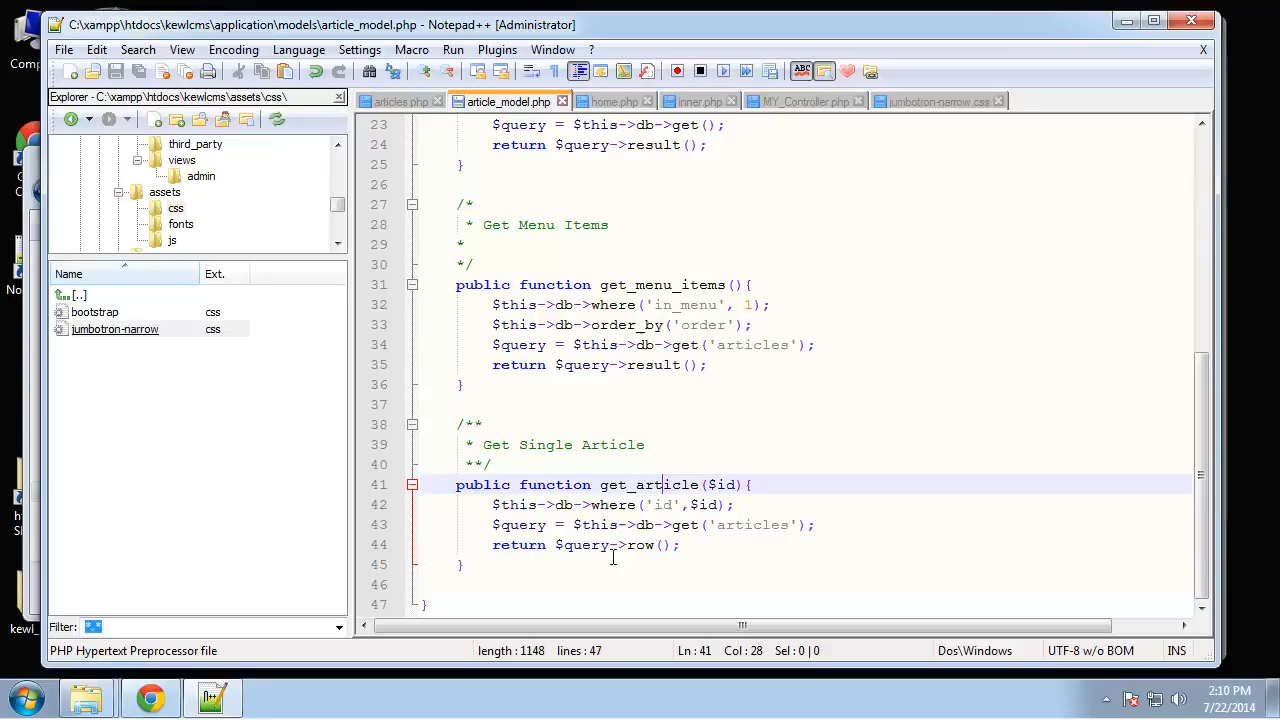 C:\xampp\htdocs\kewlcms\application\models\article_model.php - Notepad++ [Administrator]
File Edit Search View Encoding Language Settings Macro Run Plugins Window ? X
Explorer - C:\xampp\htdocs\kewlcms\assets\css\
articles.php article_model.php home.php inner.php MY_Controller.php jumbotron-narrow.css
third_party
views
admin
assets
css
fonts
js
Name Ext.
[..]
bootstrap css
jumbotron-narrow css
Filter: *.*
23 $query = $this->db->get();
24 return $query->result();
25 }
26
27 /*
28 * Get Menu Items
29 *
30 */
31 public function get_menu_items(){
32 $this->db->where('in_menu', 1);
33 $this->db->order_by('order');
34 $query = $this->db->get('articles');
35 return $query->result();
36 }
37
38 /**
39 * Get Single Article
40 **/
41 public function get_article($id){
42 $this->db->where('id',$id);
43 $query = $this->db->get('articles');
44 return $query->row();
45 }
46
47 }
PHP Hypertext Preprocessor file length : 1148 lines : 47 Ln : 41 Col : 28 Sel : 0 | 0 Dos\Windows UTF-8 w/o BOM INS
2:10 PM
7/22/2014